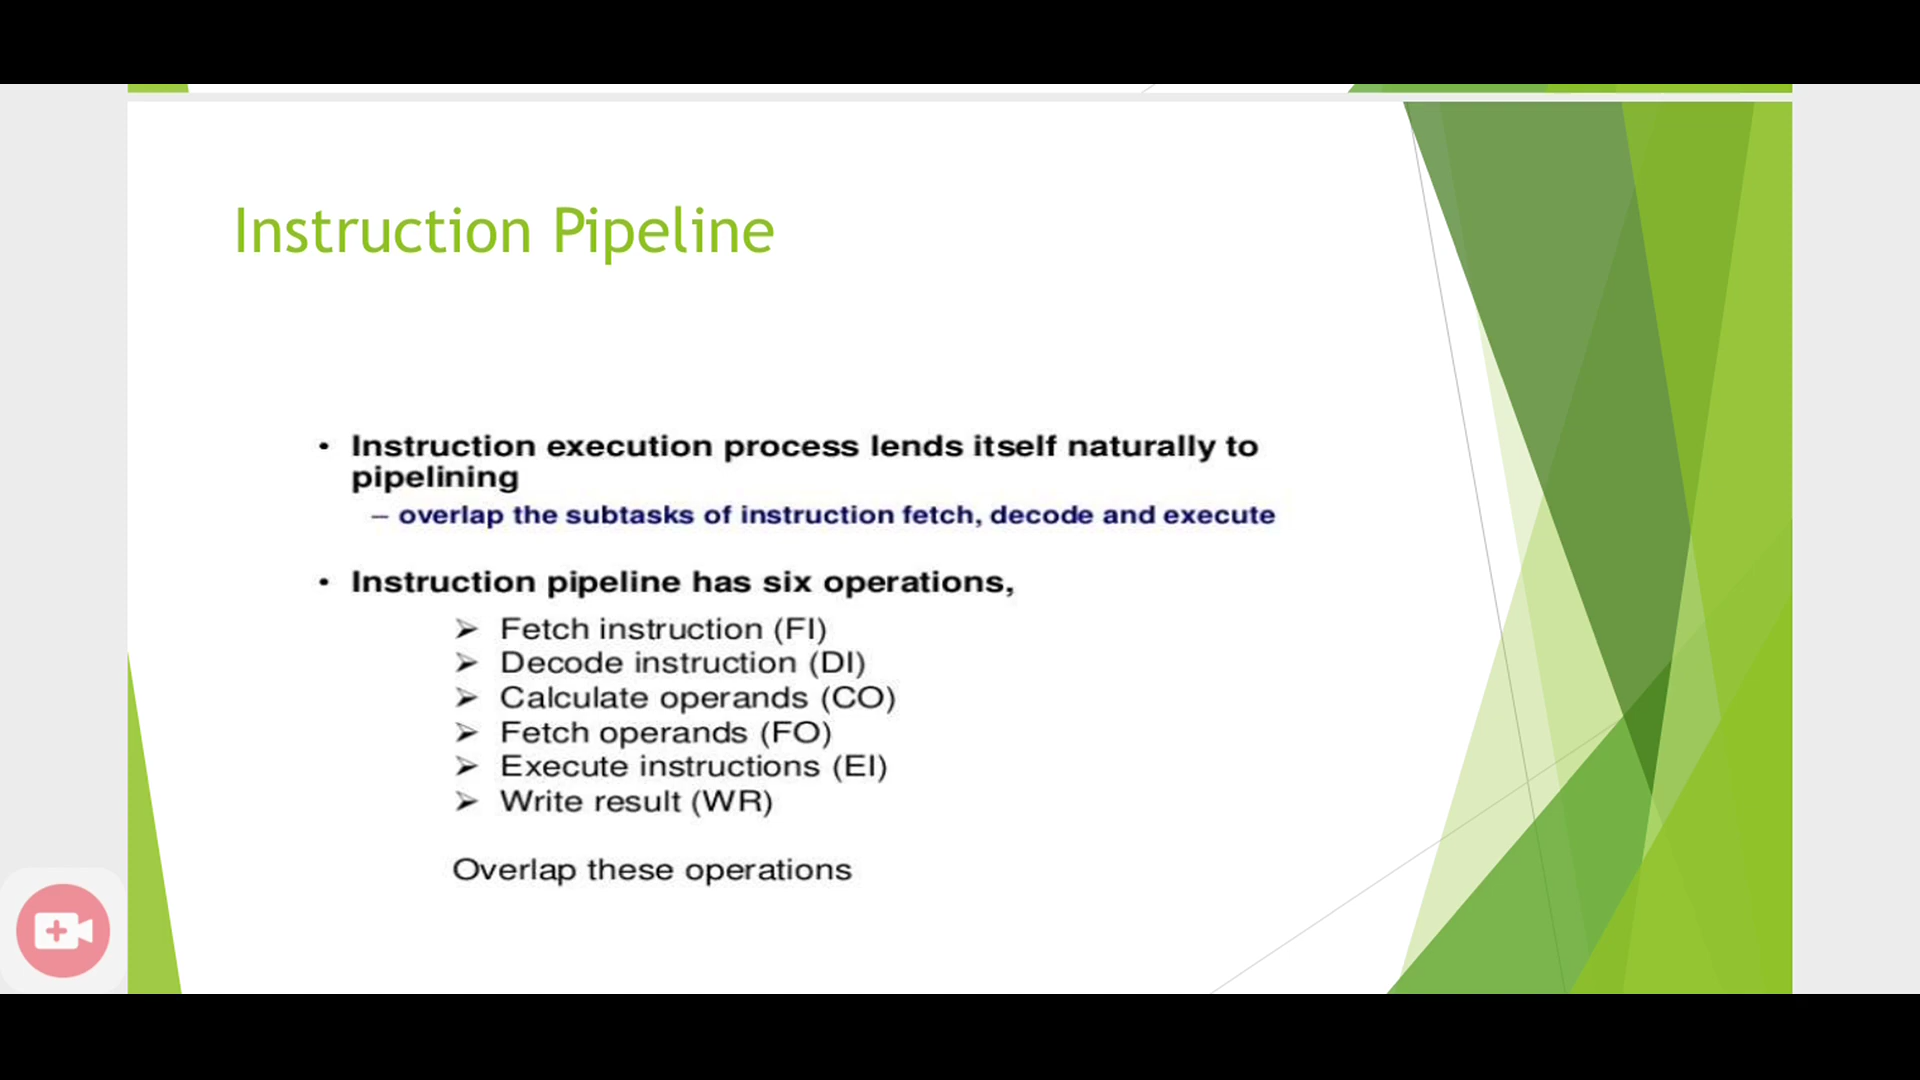 Instruction Pipeline
• Instruction execution process lends itself naturally to
pipelining
– overlap the subtasks of instruction fetch, decode and execute
• Instruction pipeline has six operations,
➢ Fetch instruction (FI)
➢ Decode instruction (DI)
➢ Calculate operands (CO)
➢ Fetch operands (FO)
➢ Execute instructions (EI)
➢ Write result (WR)
Overlap these operations